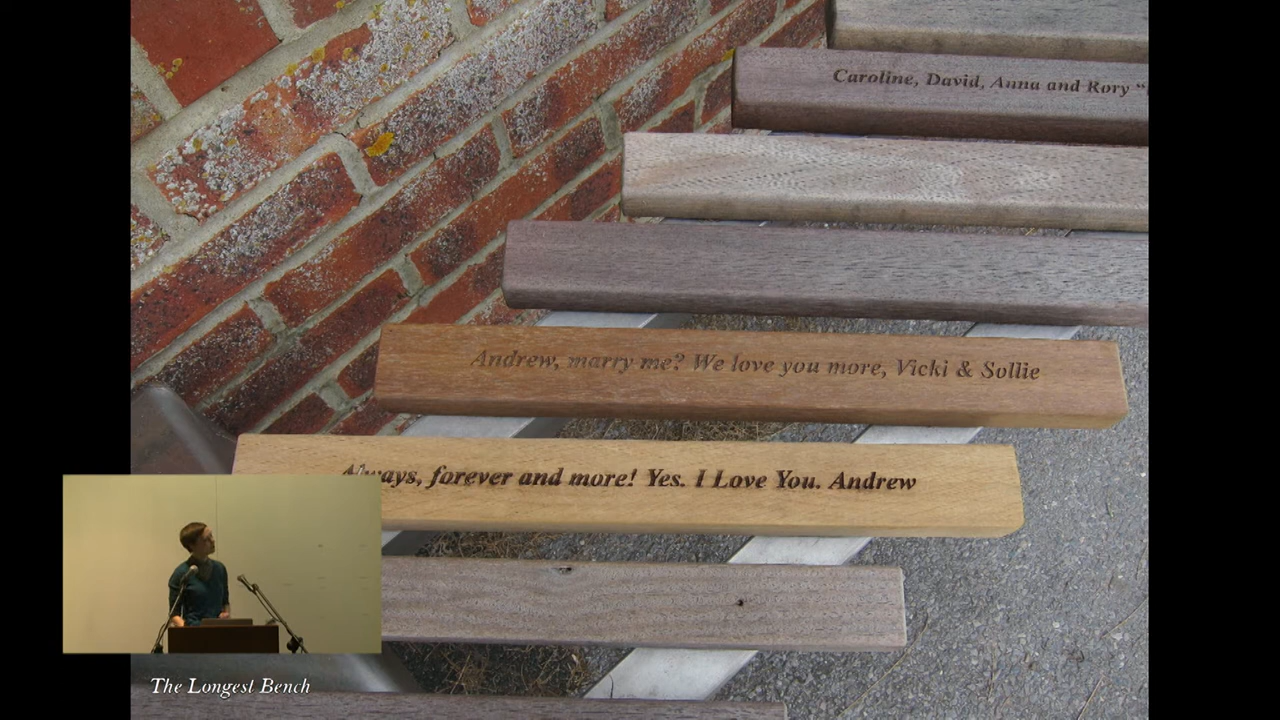 Caroline, David, Anna and Rory "
Andrew, marry me? We love you more, Vicki & Sollie
Always, forever and more! Yes. I Love You. Andrew
The Longest Bench